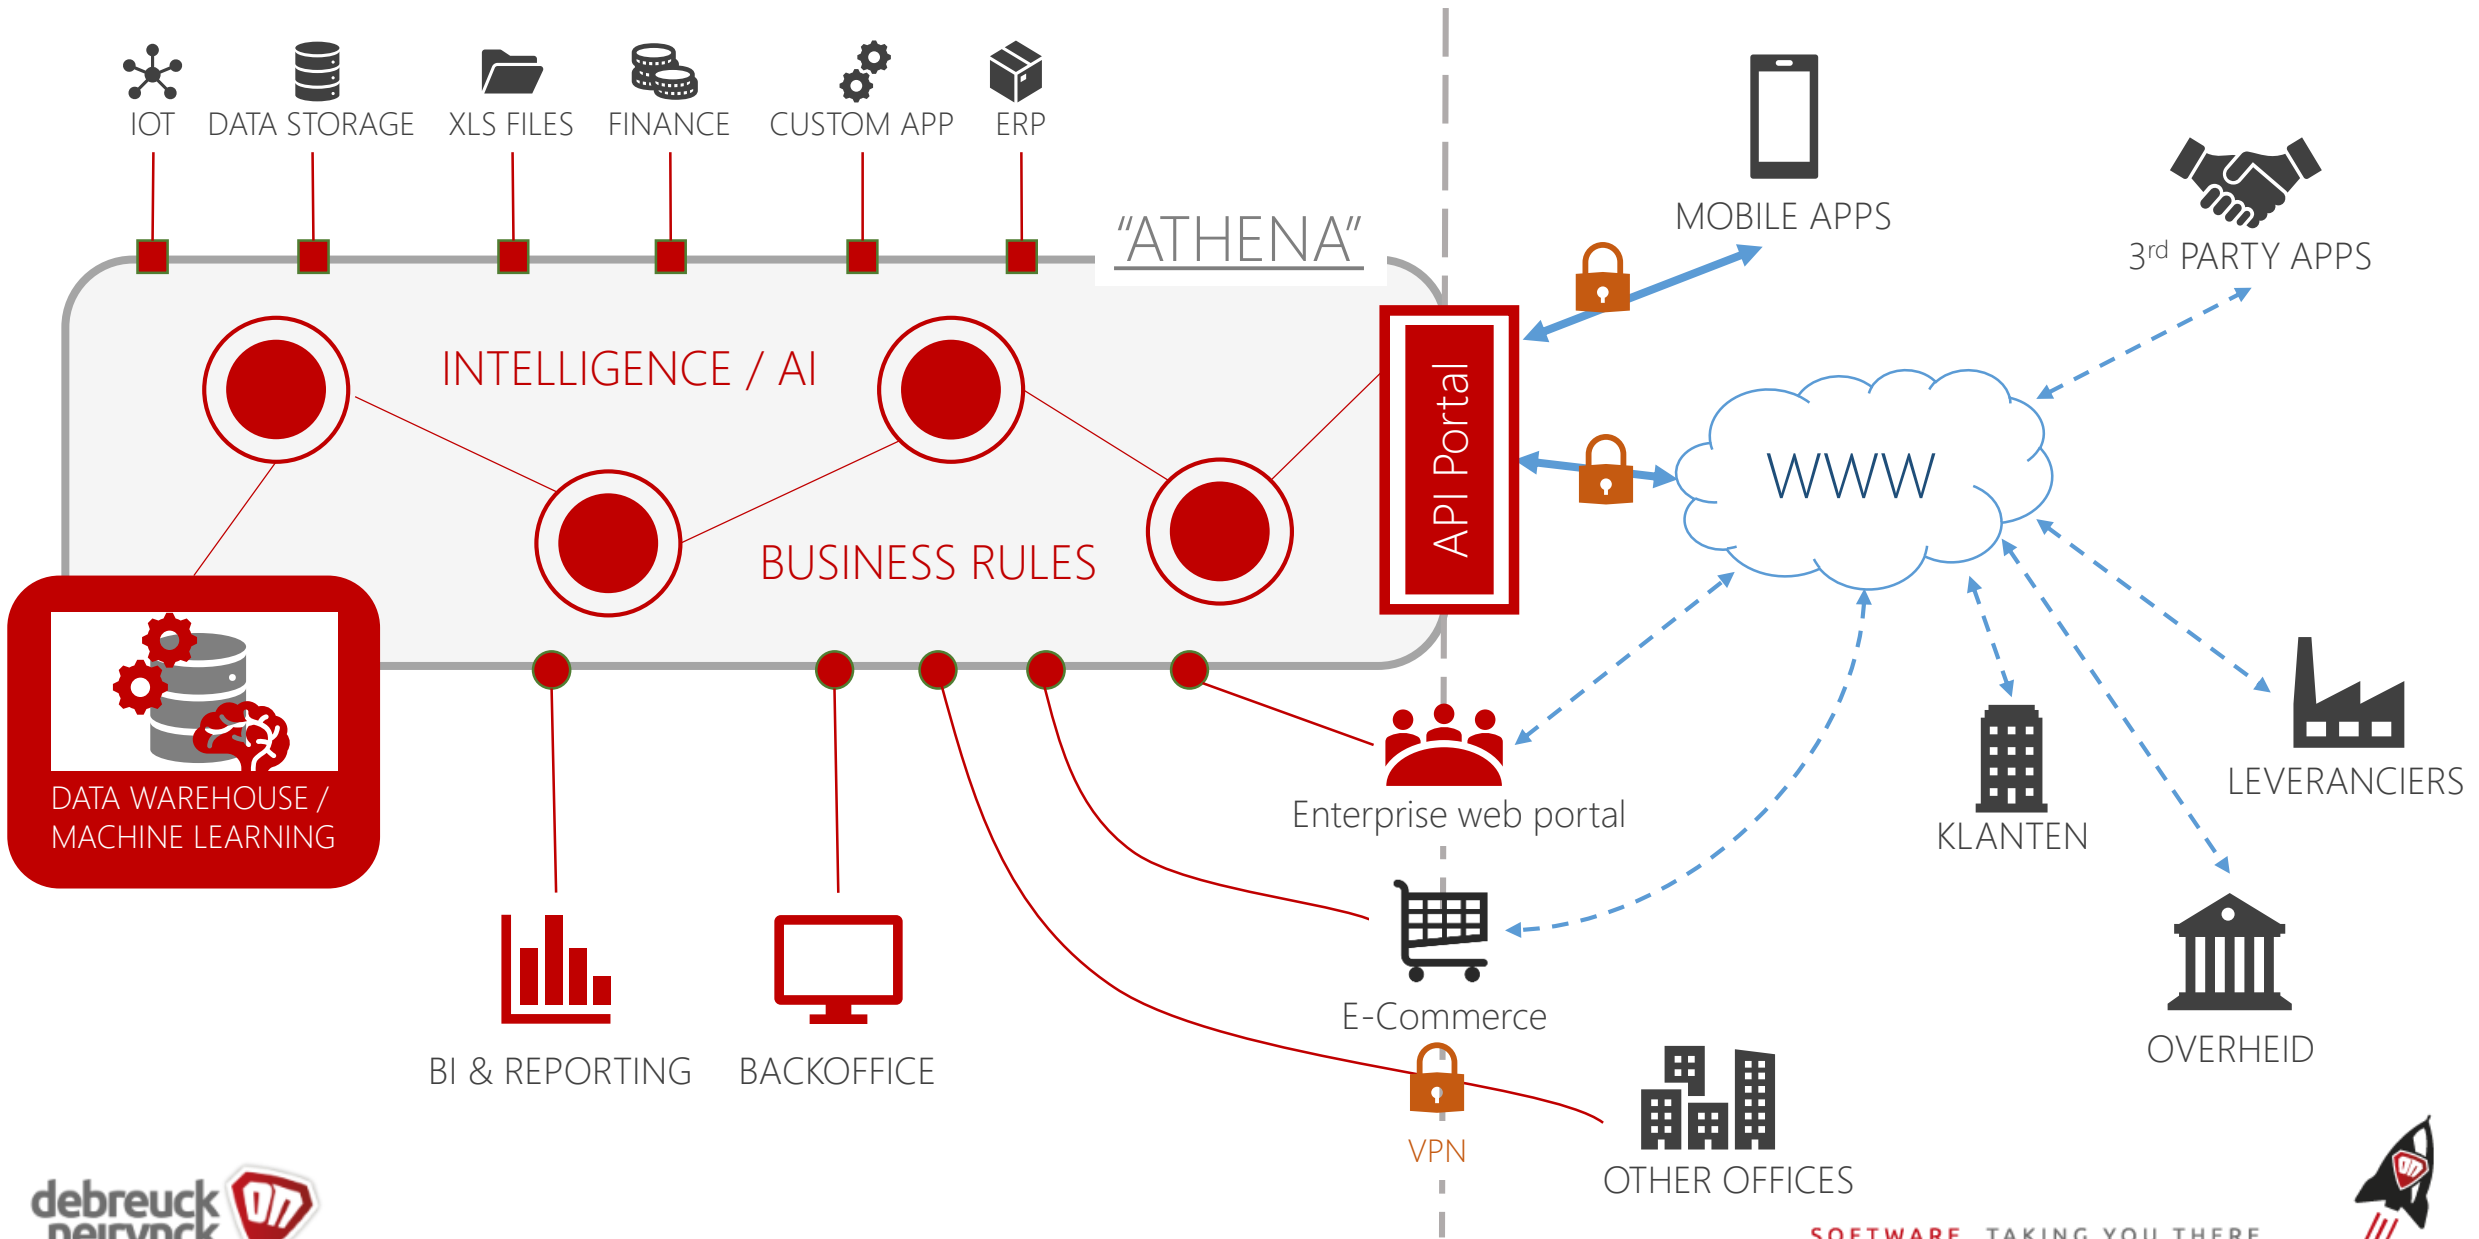 IOT
DATA STORAGE
XLS FILES
FINANCE
CUSTOM APP
ERP
"ATHENA"
MOBILE APPS
3rd PARTY APPS
INTELLIGENCE / AI
API Portal
WWW
BUSINESS RULES
DATA WAREHOUSE /
MACHINE LEARNING
Enterprise web portal
LEVERANCIERS
KLANTEN
E-Commerce
OVERHEID
BI & REPORTING
BACKOFFICE
VPN
OTHER OFFICES
debreuck
neirynck
SOFTWARE TAKING YOU THERE